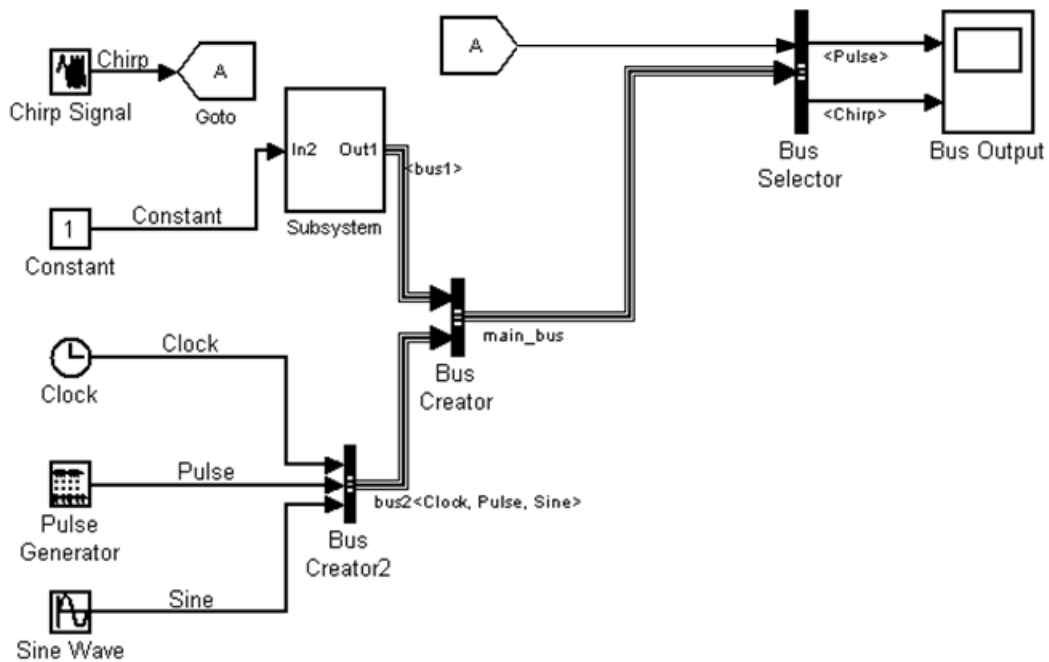 A
Chirp
A
<Pulse>
Chirp Signal
Goto
<Chirp>
In2
Out1
Bus
Selector
Bus Output
<bus1>
Constant
1
Subsystem
Constant
main_bus
Clock
Bus
Creator
Clock
Pulse
bus2<Clock, Pulse, Sine>
Pulse
Generator
Bus
Creator2
Sine
Sine Wave